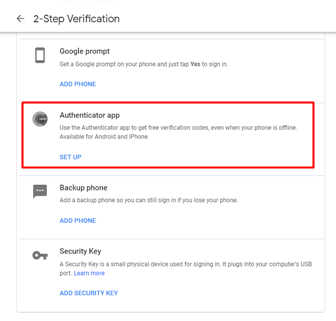 2-Step Verification
Google prompt
Get a Google prompt on your phone and just tap Yes to sign in.
ADD PHONE
Authenticator app
Use the Authenticator app to get free verification codes, even when your phone is offline.
Available for Android and iPhone.
SET UP
Backup phone
Add a backup phone so you can still sign in if you lose your phone.
ADD PHONE
Security Key
A Security Key is a small physical device used for signing in. It plugs into your computer's USB
port. Learn more
ADD SECURITY KEY